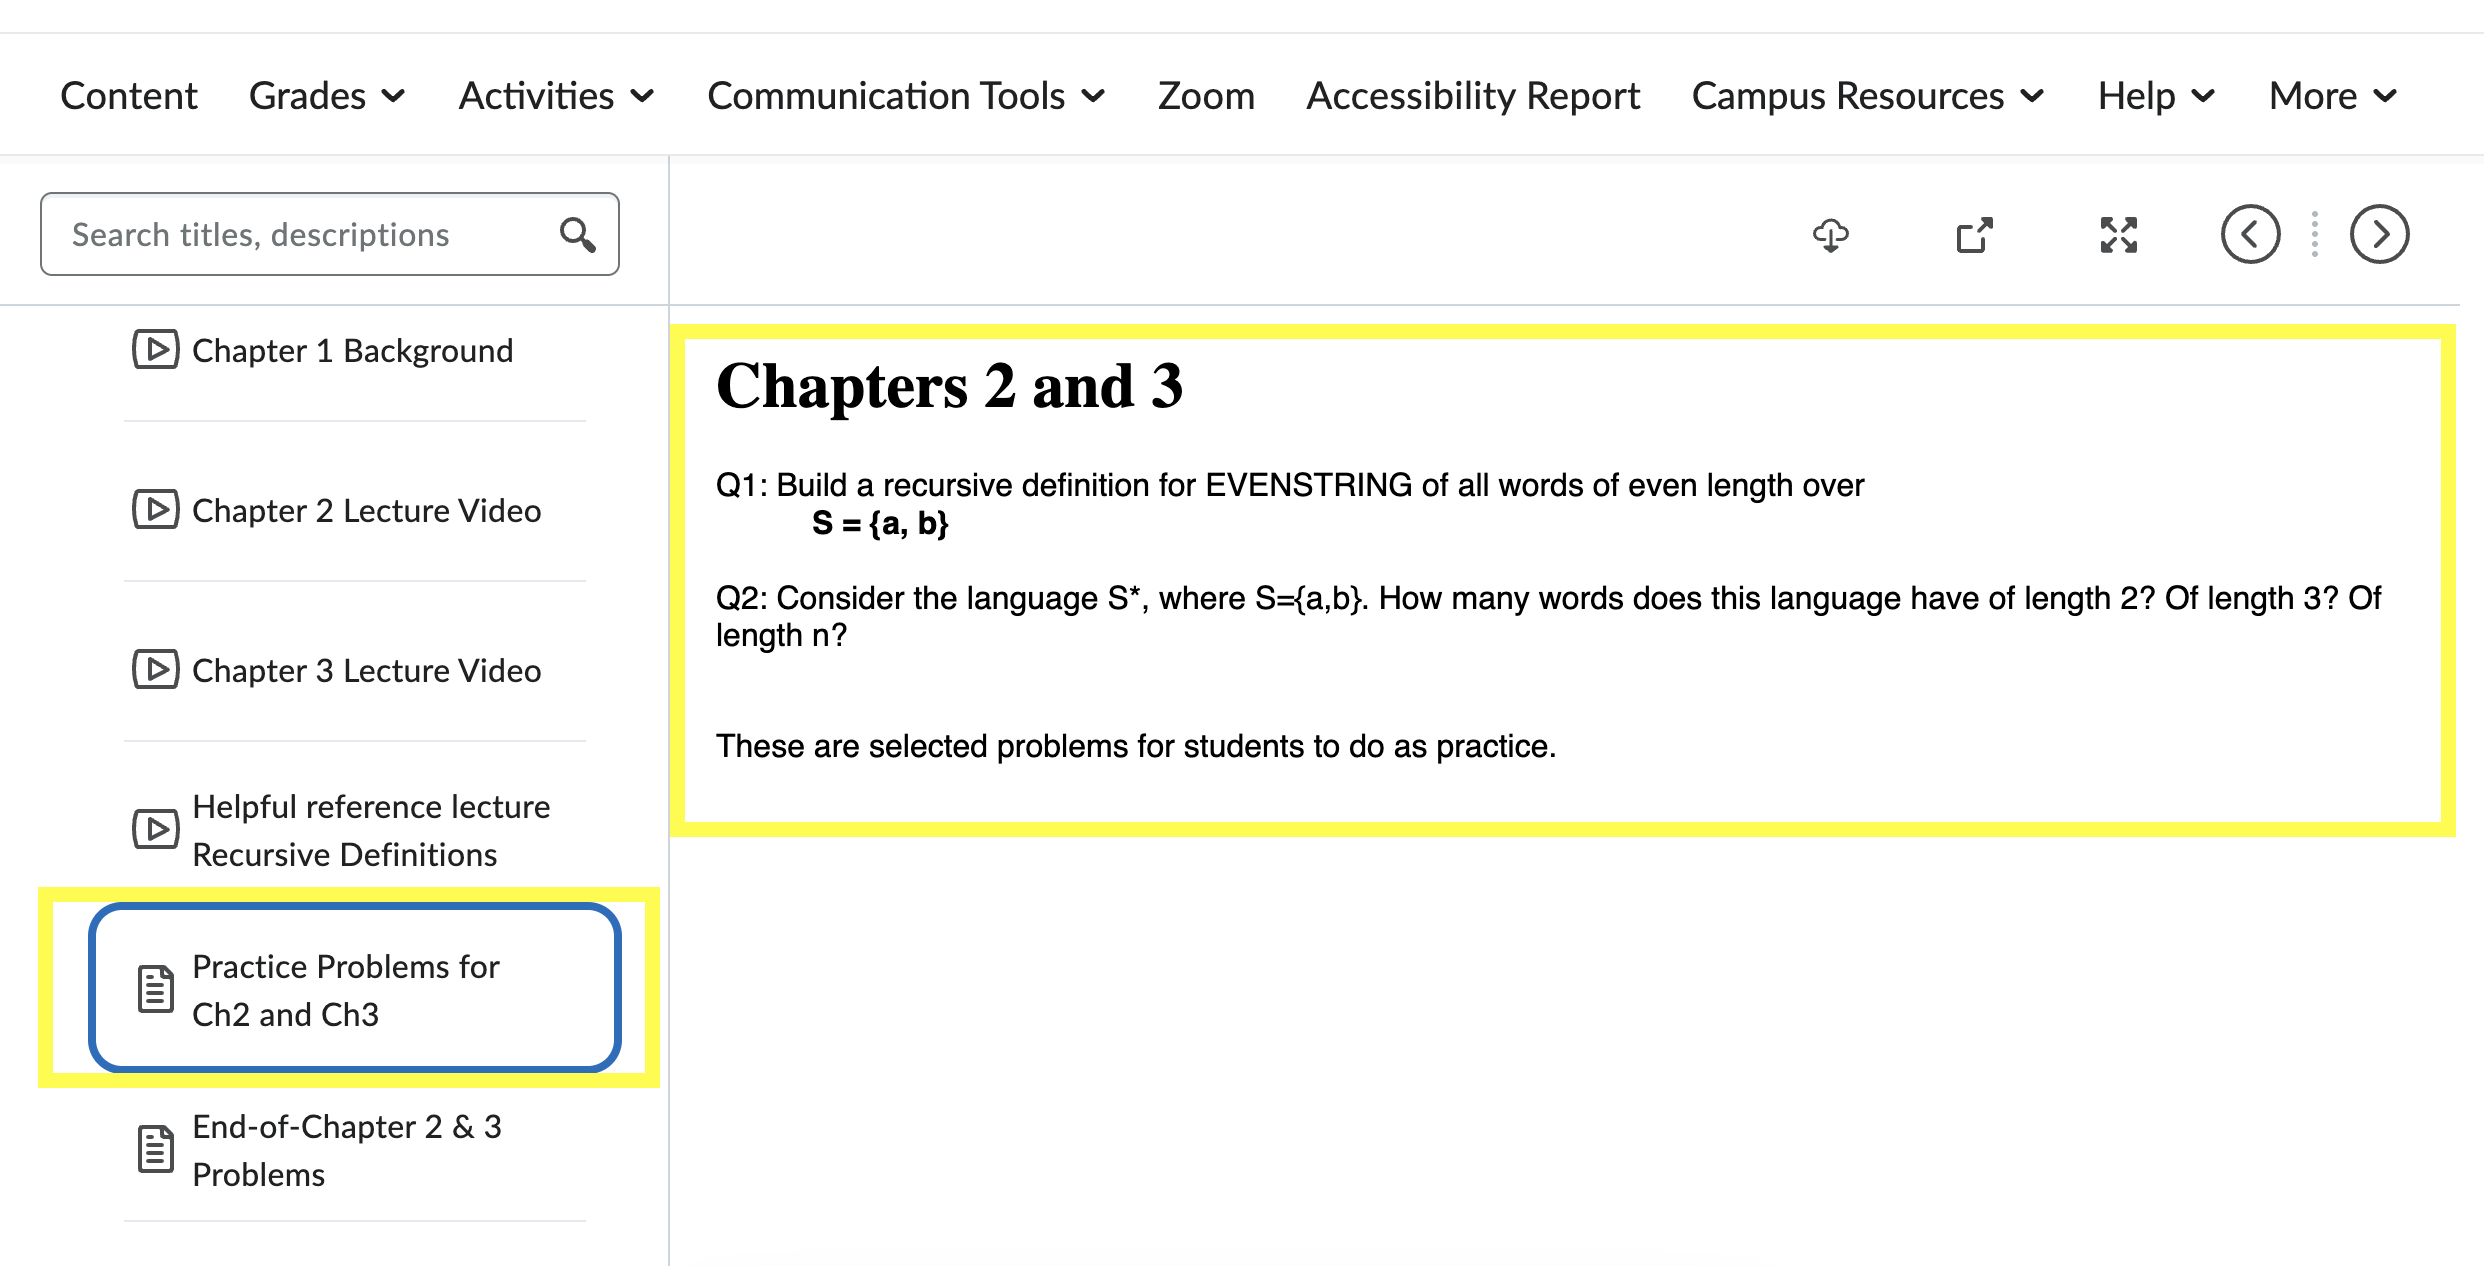 Content Grades Activities Communication Tools Zoom Accessibility Report Campus Resources Help More
Search titles, descriptions
Chapter 1 Background
Chapter 2 Lecture Video
Chapter 3 Lecture Video
Helpful reference lecture
Recursive Definitions
Practice Problems for
Ch2 and Ch3
End-of-Chapter 2 & 3
Problems
Chapters 2 and 3
Q1: Build a recursive definition for EVENSTRING of all words of even length over
S = {a, b}
Q2: Consider the language S*, where S={a,b}. How many words does this language have of length 2? Of length 3? Of
length n?
These are selected problems for students to do as practice.